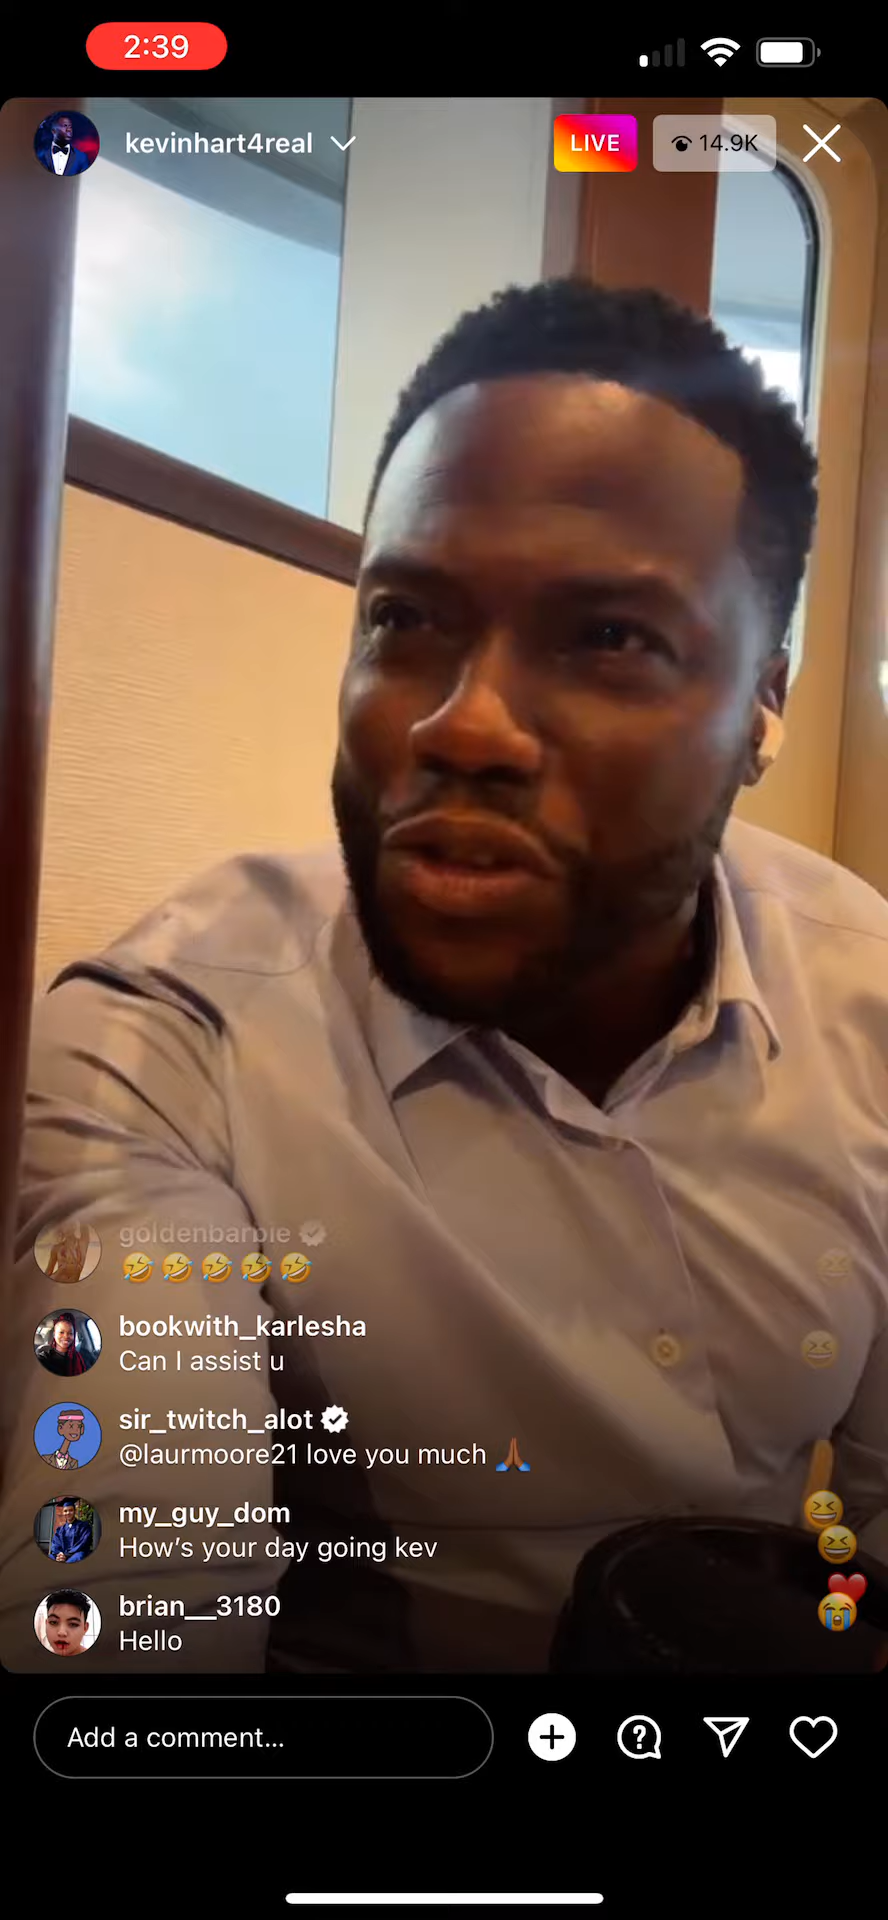 2:39
kevinhart4real
LIVE
14.9K
goldenbarbie
🤣🤣🤣🤣🤣
bookwith_karlesha
Can I assist u
sir_twitch_alot
@laurmoore21 love you much 🙏🏾
my_guy_dom
How’s your day going kev
brian__3180
Hello
Add a comment...